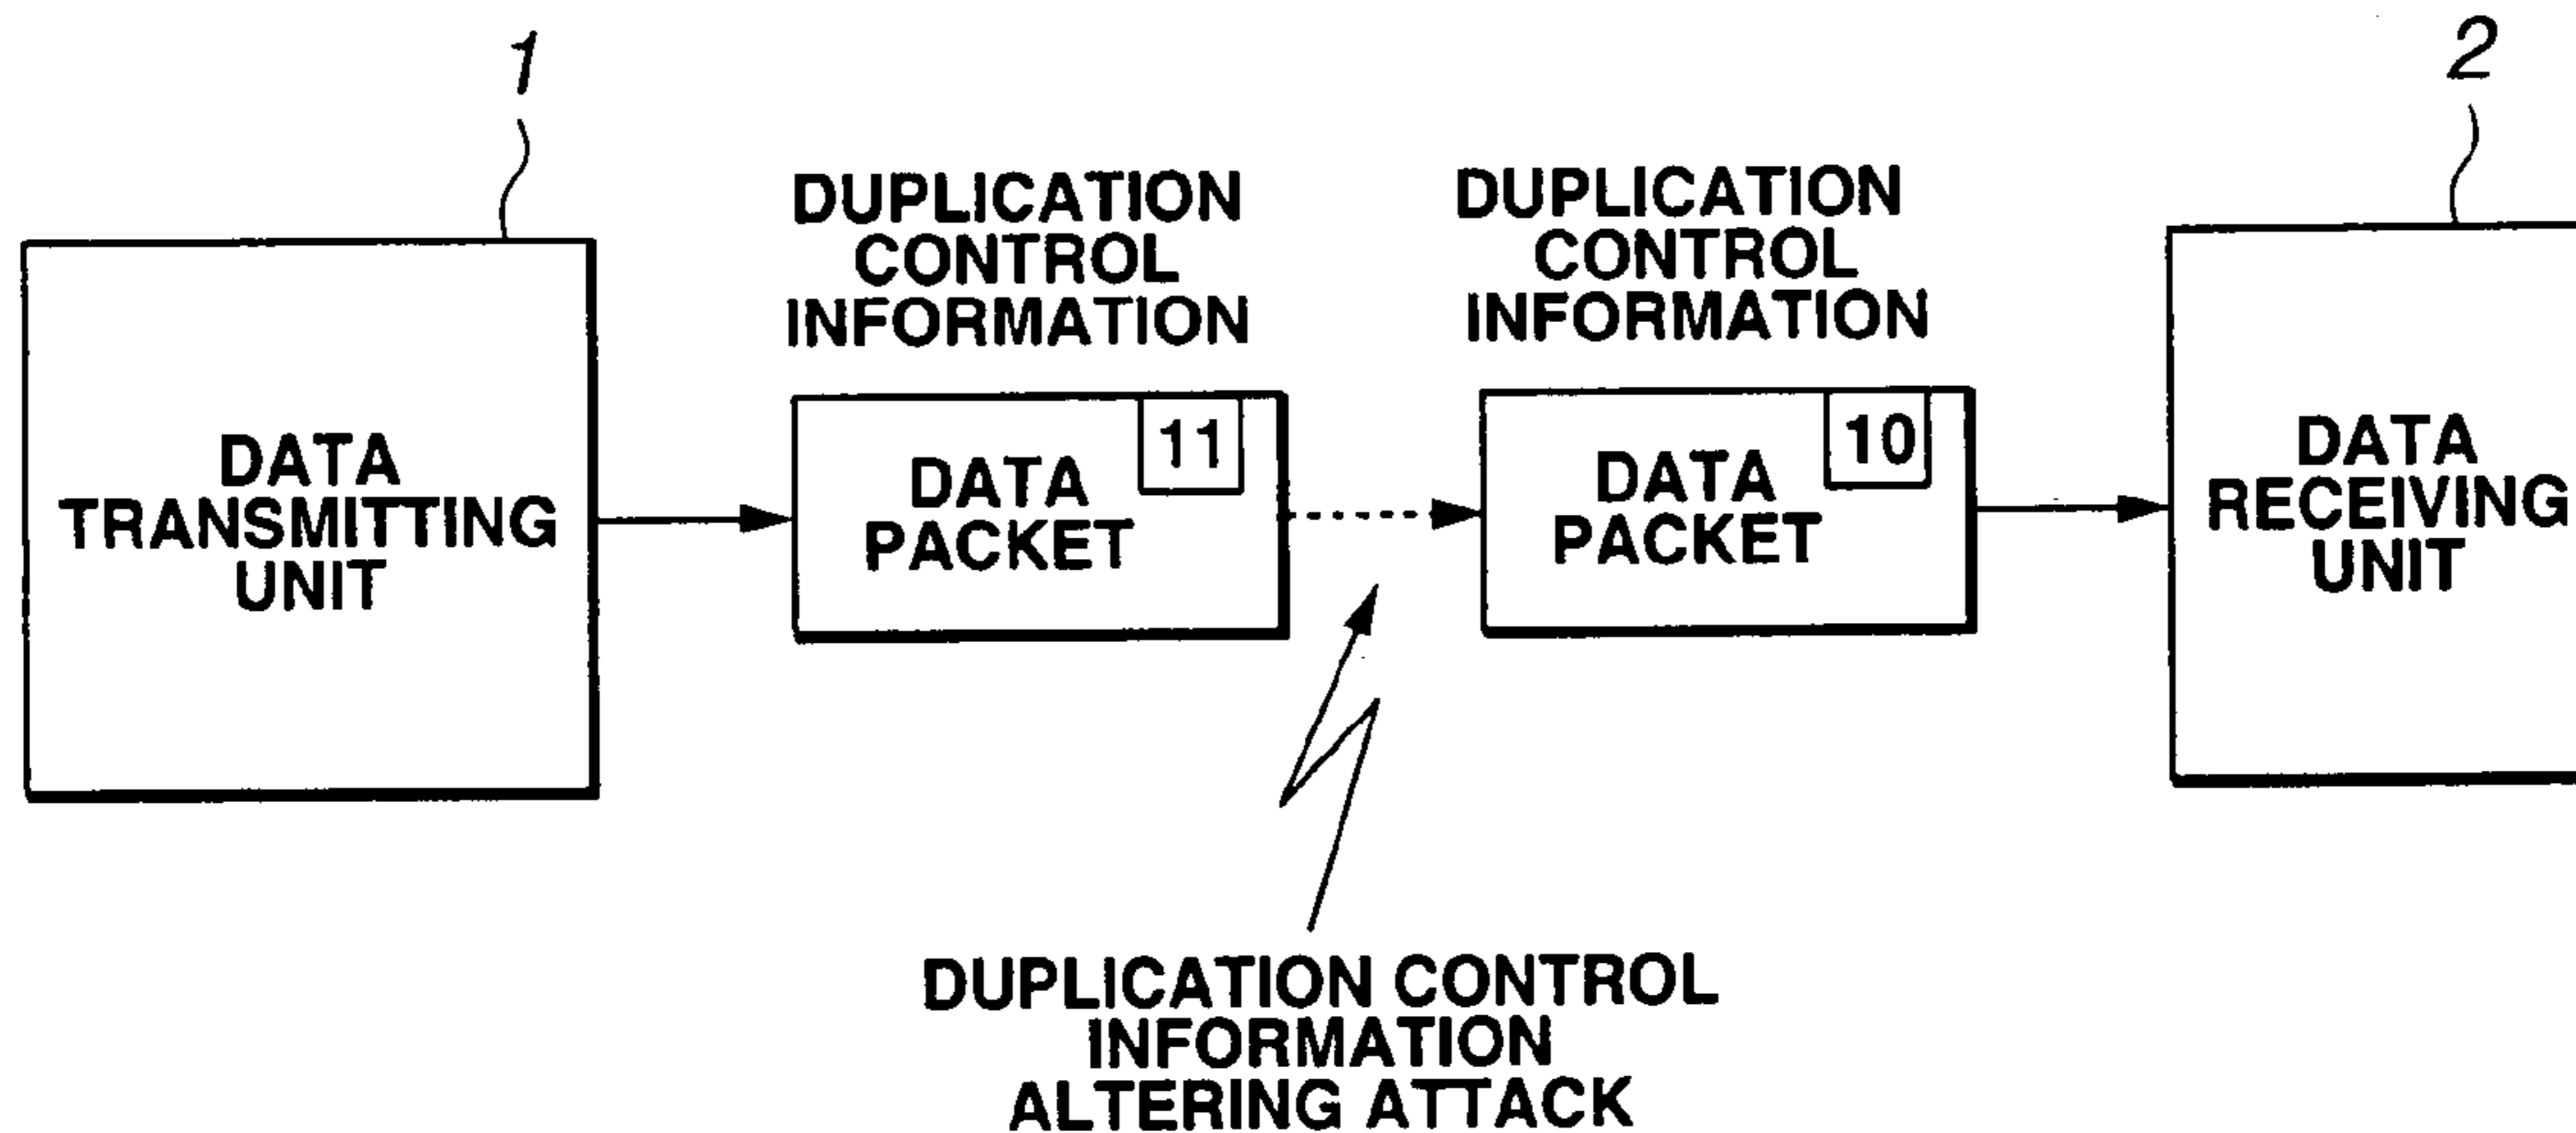 1
2
DUPLICATION
CONTROL
INFORMATION
DUPLICATION
CONTROL
INFORMATION
DATA
TRANSMITTING
UNIT
11
DATA
PACKET
10
DATA
PACKET
DATA
RECEIVING
UNIT
DUPLICATION CONTROL
INFORMATION
ALTERING ATTACK